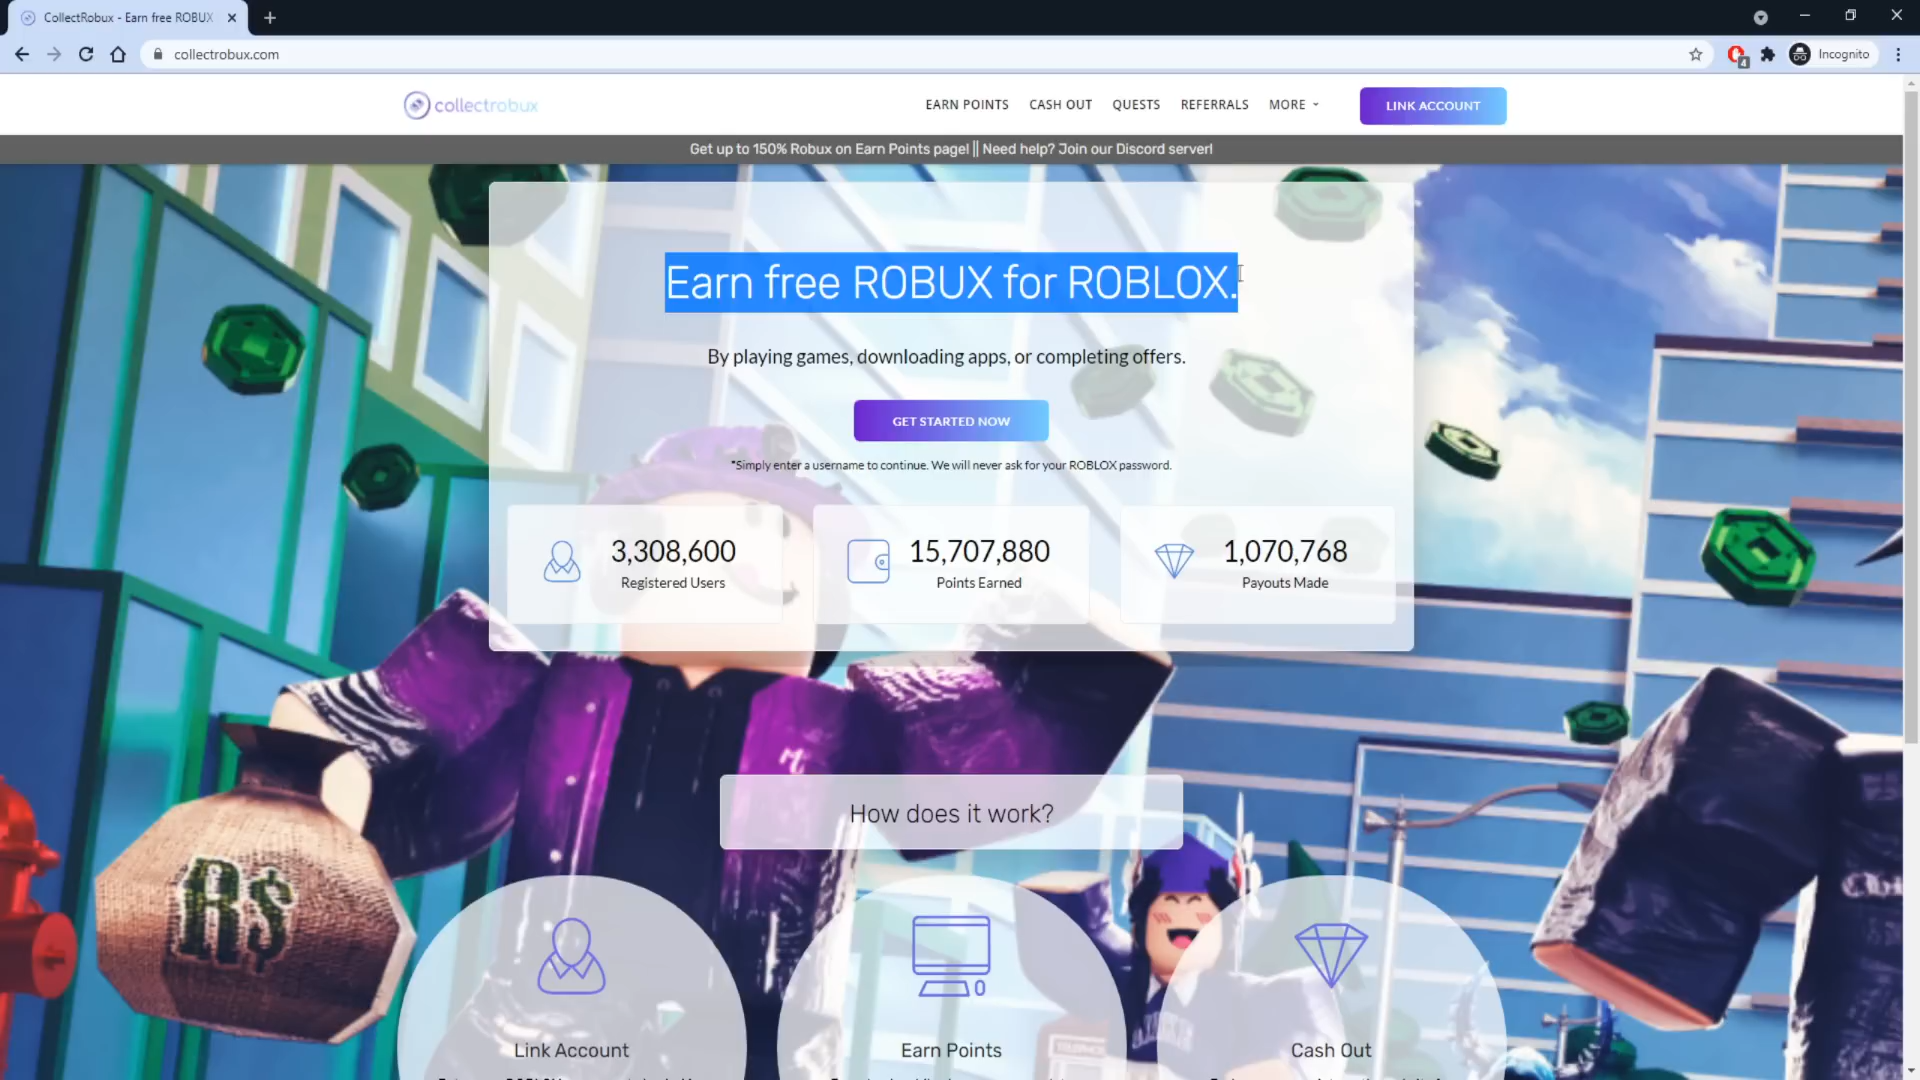 CollectRobux - Earn free ROBUX
collectrobux.com
4
Incognito
collectrobux
EARN POINTS
CASH OUT
QUESTS
REFERRALS
MORE
LINK ACCOUNT
Get up to 150% Robux on Earn Points page! || Need help? Join our Discord server!
Earn free ROBUX for ROBLOX.
By playing games, downloading apps, or completing offers.
GET STARTED NOW
*Simply enter a username to continue. We will never ask for your ROBLOX password.
3,308,600
Registered Users
15,707,880
Points Earned
1,070,768
Payouts Made
How does it work?
R$
Link Account
Earn Points
Cash Out